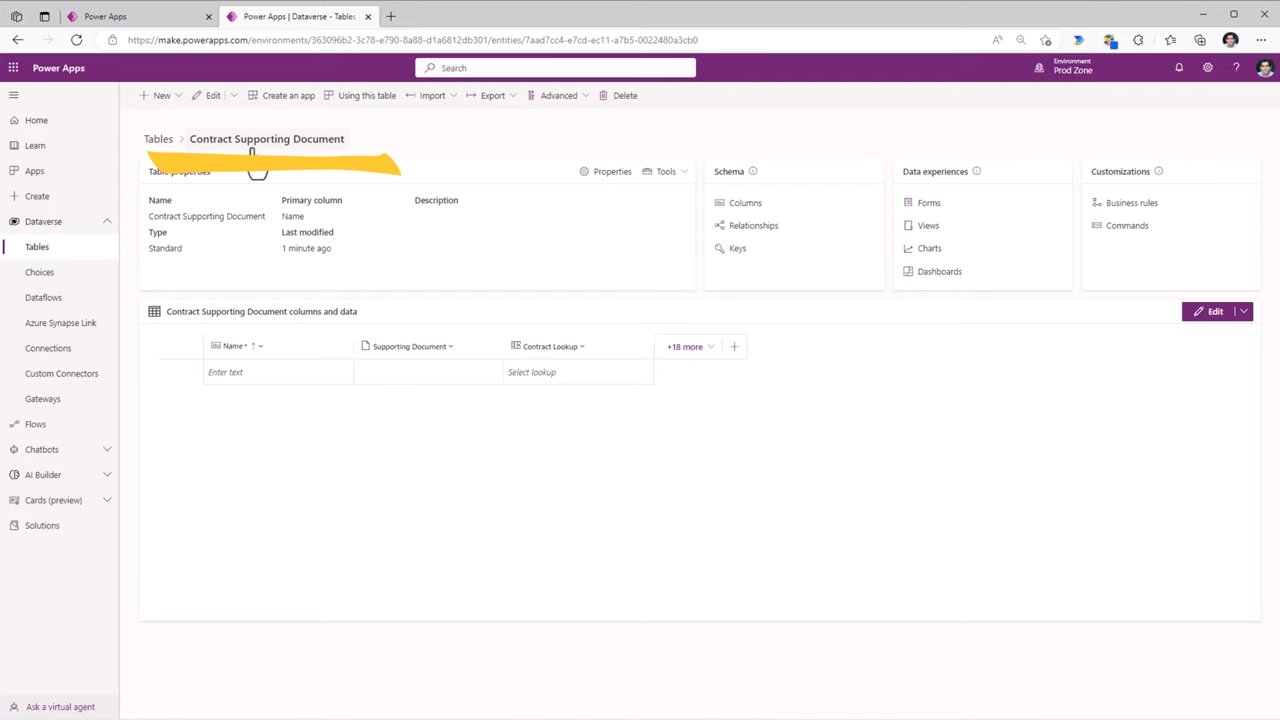 Power Apps
Power Apps | Dataverse - Tables
https://make.powerapps.com/environments/363096b2-3c78-e790-8a88-d1a6812db301/entities/7aad7cc4-e7cd-ec11-a7b5-0022480a3cb0
Power Apps
Search
Environment
Prod Zone
New
Edit
Create an app
Using this table
Import
Export
Advanced
Delete
Home
Learn
Apps
Create
Dataverse
Tables
Choices
Dataflows
Azure Synapse Link
Connections
Custom Connectors
Gateways
Flows
Chatbots
AI Builder
Cards (preview)
Solutions
Ask a virtual agent
Tables > Contract Supporting Document
Table properties
Properties
Tools
Name
Contract Supporting Document
Type
Standard
Primary column
Name
Last modified
1 minute ago
Description
Schema
Columns
Relationships
Keys
Data experiences
Forms
Views
Charts
Dashboards
Customizations
Business rules
Commands
Contract Supporting Document columns and data
Edit
Name *
Supporting Document
Contract Lookup
+18 more
Enter text
Select lookup